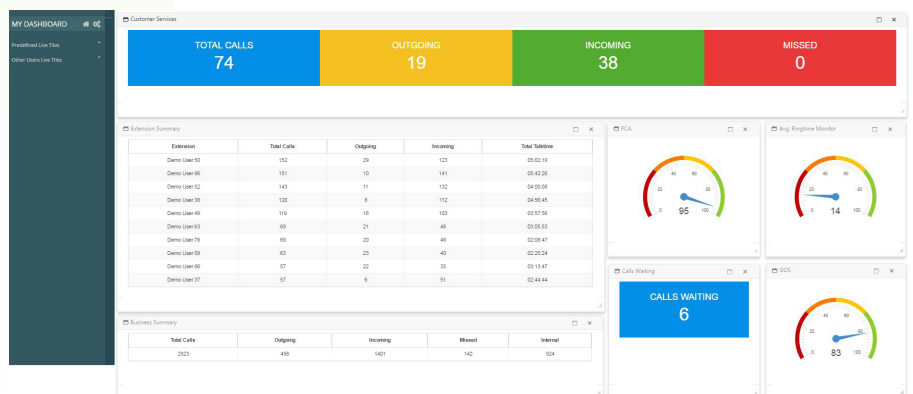 MY DASHBOARD
Predefined Live Tiles
Other Users Live Tiles
Customer Services
TOTAL CALLS OUTGOING INCOMING MISSED
74 19 38 0
Extension Summary
Extension Total Calls Outgoing Incoming Total Talktime
Demo User 50 152 29 123 05:02:19
Demo User 95 151 10 141 05:42:26
Demo User 52 143 11 132 04:00:08
Demo User 38 120 8 112 04:56:45
Demo User 49 119 16 103 03:57:56
Demo User 63 69 21 48 03:05:53
Demo User 78 69 20 49 02:08:47
Demo User 59 63 23 40 02:25:24
Demo User 96 57 22 35 03:13:47
Demo User 37 57 6 51 02:44:44
PCA
0 20 40 60 80 100
95
Avg. Ringtime Monitor
0 20 40 60 80 100
14
Business Summary
Total Calls Outgoing Incoming Missed Internal
2823 498 1401 142 924
Calls Waiting
CALLS WAITING
6
GOS
0 20 40 60 80 100
83